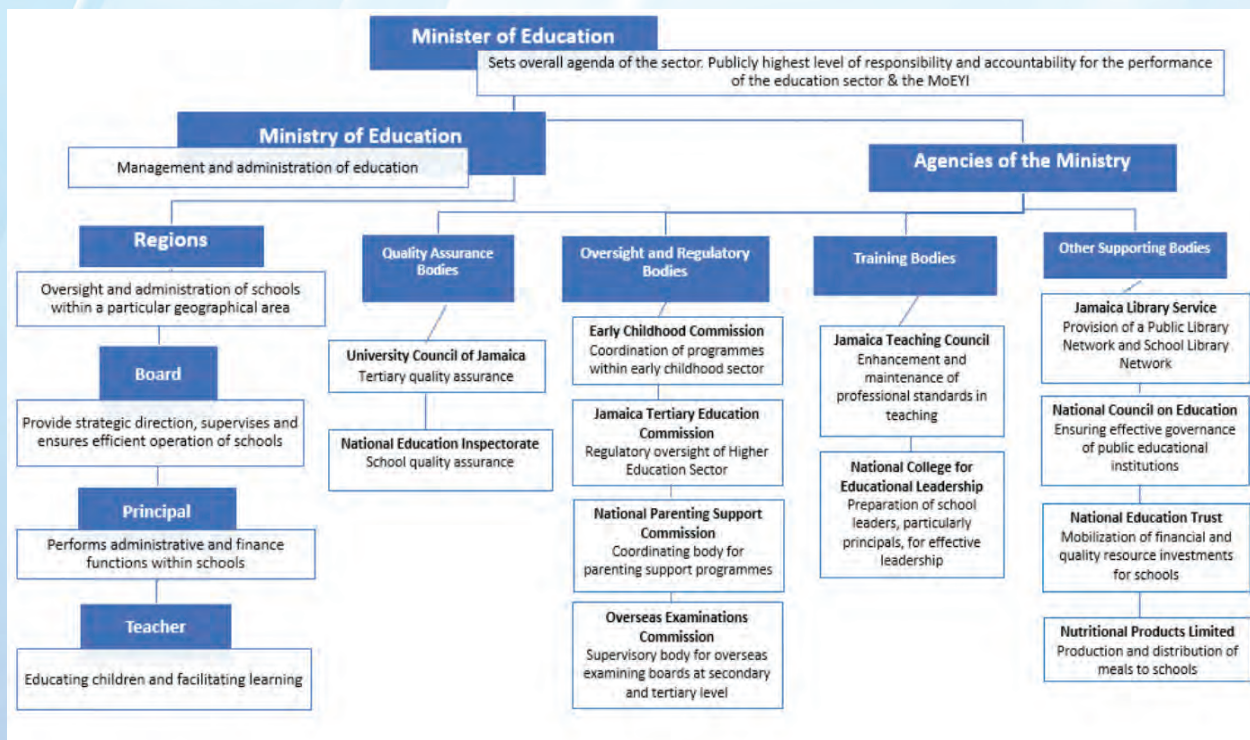 Minister of Education
Sets overall agenda of the sector. Publicly highest level of responsibility and accountability for the performance
of the education sector & the MoEYI
Ministry of Education
Management and administration of education
Agencies of the Ministry
Regions
Oversight and administration of schools
within a particular geographical area
Board
Provide strategic direction, supervises and
ensures efficient operation of schools
Principal
Performs administrative and finance
functions within schools
Teacher
Educating children and facilitating learning
Quality Assurance
Bodies
University Council of Jamaica
Tertiary quality assurance
National Education Inspectorate
School quality assurance
Oversight and Regulatory
Bodies
Early Childhood Commission
Coordination of programmes
within early childhood sector
Jamaica Tertiary Education
Commission
Regulatory oversight of Higher
Education Sector
National Parenting Support
Commission
Coordinating body for
parenting support programmes
Overseas Examinations
Commission
Supervisory body for overseas
examining boards at secondary
and tertiary level
Training Bodies
Jamaica Teaching Council
Enhancement and
maintenance of
professional standards in
teaching
National College for
Educational Leadership
Preparation of school
leaders, particularly
principals, for effective
leadership
Other Supporting Bodies
Jamaica Library Service
Provision of a Public Library
Network and School Library
Network
National Council on Education
Ensuring effective governance
of public educational
institutions
National Education Trust
Mobilization of financial and
quality resource investments
for schools
Nutritional Products Limited
Production and distribution of
meals to schools